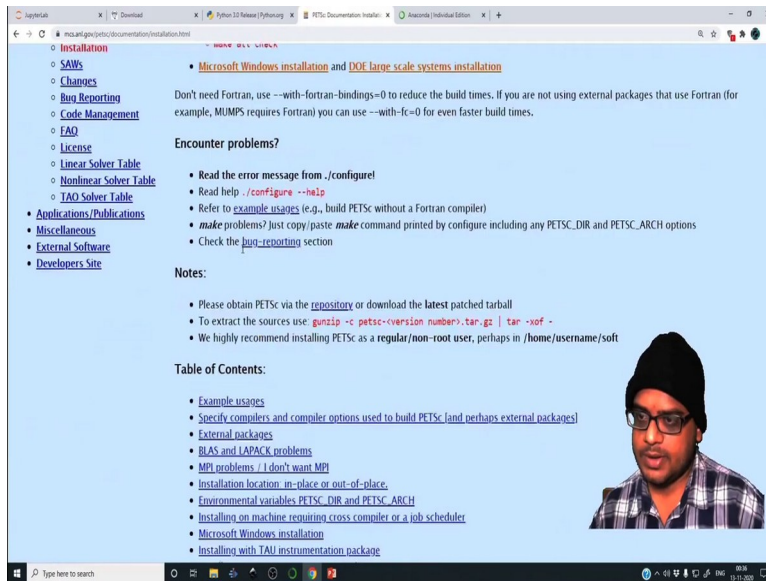 JupyterLab
Download
Python 3.0 Release | Python.org
PETSc: Documentation: Installatio
Anaconda | Individual Edition
mcs.anl.gov/petsc/documentation/installation.html
Installation
SAWs
Changes
Bug Reporting
Code Management
FAQ
License
Linear Solver Table
Nonlinear Solver Table
TAO Solver Table
Applications/Publications
Miscellaneous
External Software
Developers Site
make all check
Microsoft Windows installation and DOE large scale systems installation
Don't need Fortran, use --with-fortran-bindings=0 to reduce the build times. If you are not using external packages that use Fortran (for
example, MUMPS requires Fortran) you can use --with-fc=0 for even faster build times.
Encounter problems?
Read the error message from ./configure!
Read help ./configure --help
Refer to example usages (e.g., build PETSc without a Fortran compiler)
make problems? Just copy/paste make command printed by configure including any PETSC_DIR and PETSC_ARCH options
Check the bug-reporting section
Notes:
Please obtain PETSc via the repository or download the latest patched tarball
To extract the sources use: gunzip -c petsc-<version number>.tar.gz | tar -xof -
We highly recommend installing PETSc as a regular/non-root user, perhaps in /home/username/soft
Table of Contents:
Example usages
Specify compilers and compiler options used to build PETSc [and perhaps external packages]
External packages
BLAS and LAPACK problems
MPI problems / I don't want MPI
Installation location: in-place or out-of-place.
Environmental variables PETSC_DIR and PETSC_ARCH
Installing on machine requiring cross compiler or a job scheduler
Microsoft Windows installation
Installing with TAU instrumentation package
Type here to search
ENG
00:36
13-11-2020